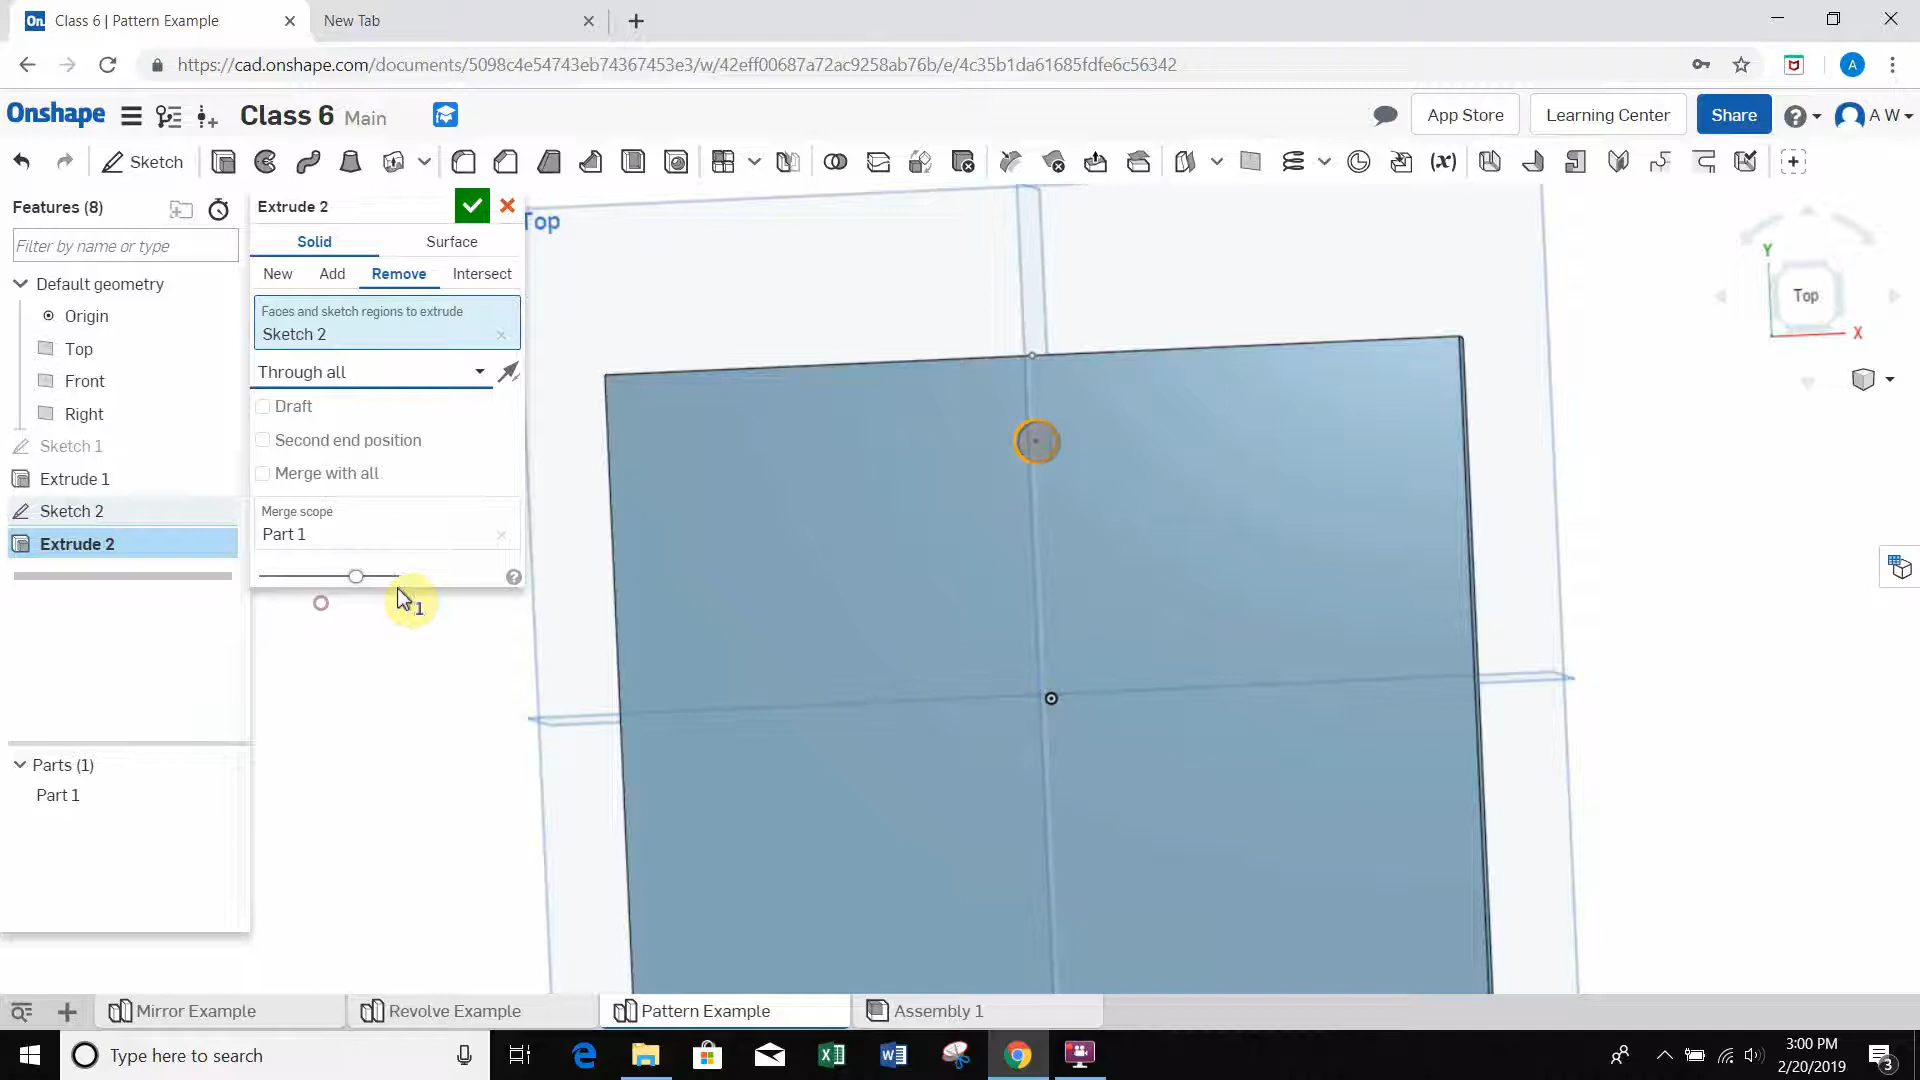 On Class 6 | Pattern Example
New Tab
https://cad.onshape.com/documents/5098c4e54743eb74367453e3/w/42eff00687a72ac9258ab76b/e/4c35b1da61685fdfe6c56342
A
Onshape Class 6 Main
App Store Learning Center Share A W
Sketch (x)
Features (8)
Filter by name or type
Default geometry
Origin
Top
Front
Right
Sketch 1
Extrude 1
Sketch 2
Extrude 2
Parts (1)
Part 1
Extrude 2
Solid Surface
New Add Remove Intersect
Faces and sketch regions to extrude
Sketch 2
Through all
Draft
Second end position
Merge with all
Merge scope
Part 1
1
Top
Y
Top
X
Mirror Example Revolve Example Pattern Example Assembly 1
Type here to search
3:00 PM
2/20/2019
3